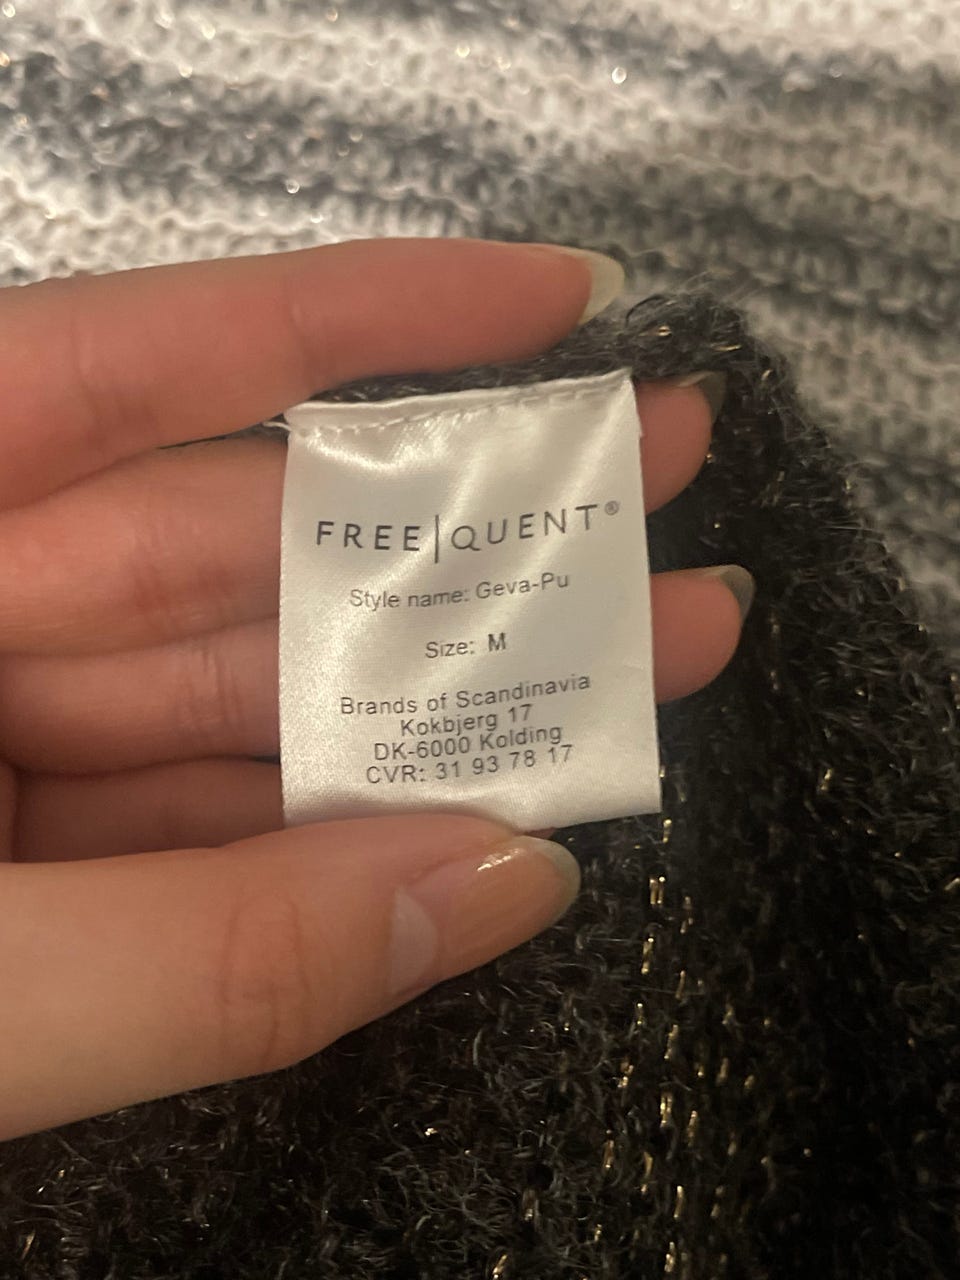 FREE|QUENT®
Style name: Geva-Pu
Size: M
Brands of Scandinavia
Kokbjerg 17
DK-6000 Kolding
CVR: 31 93 78 17